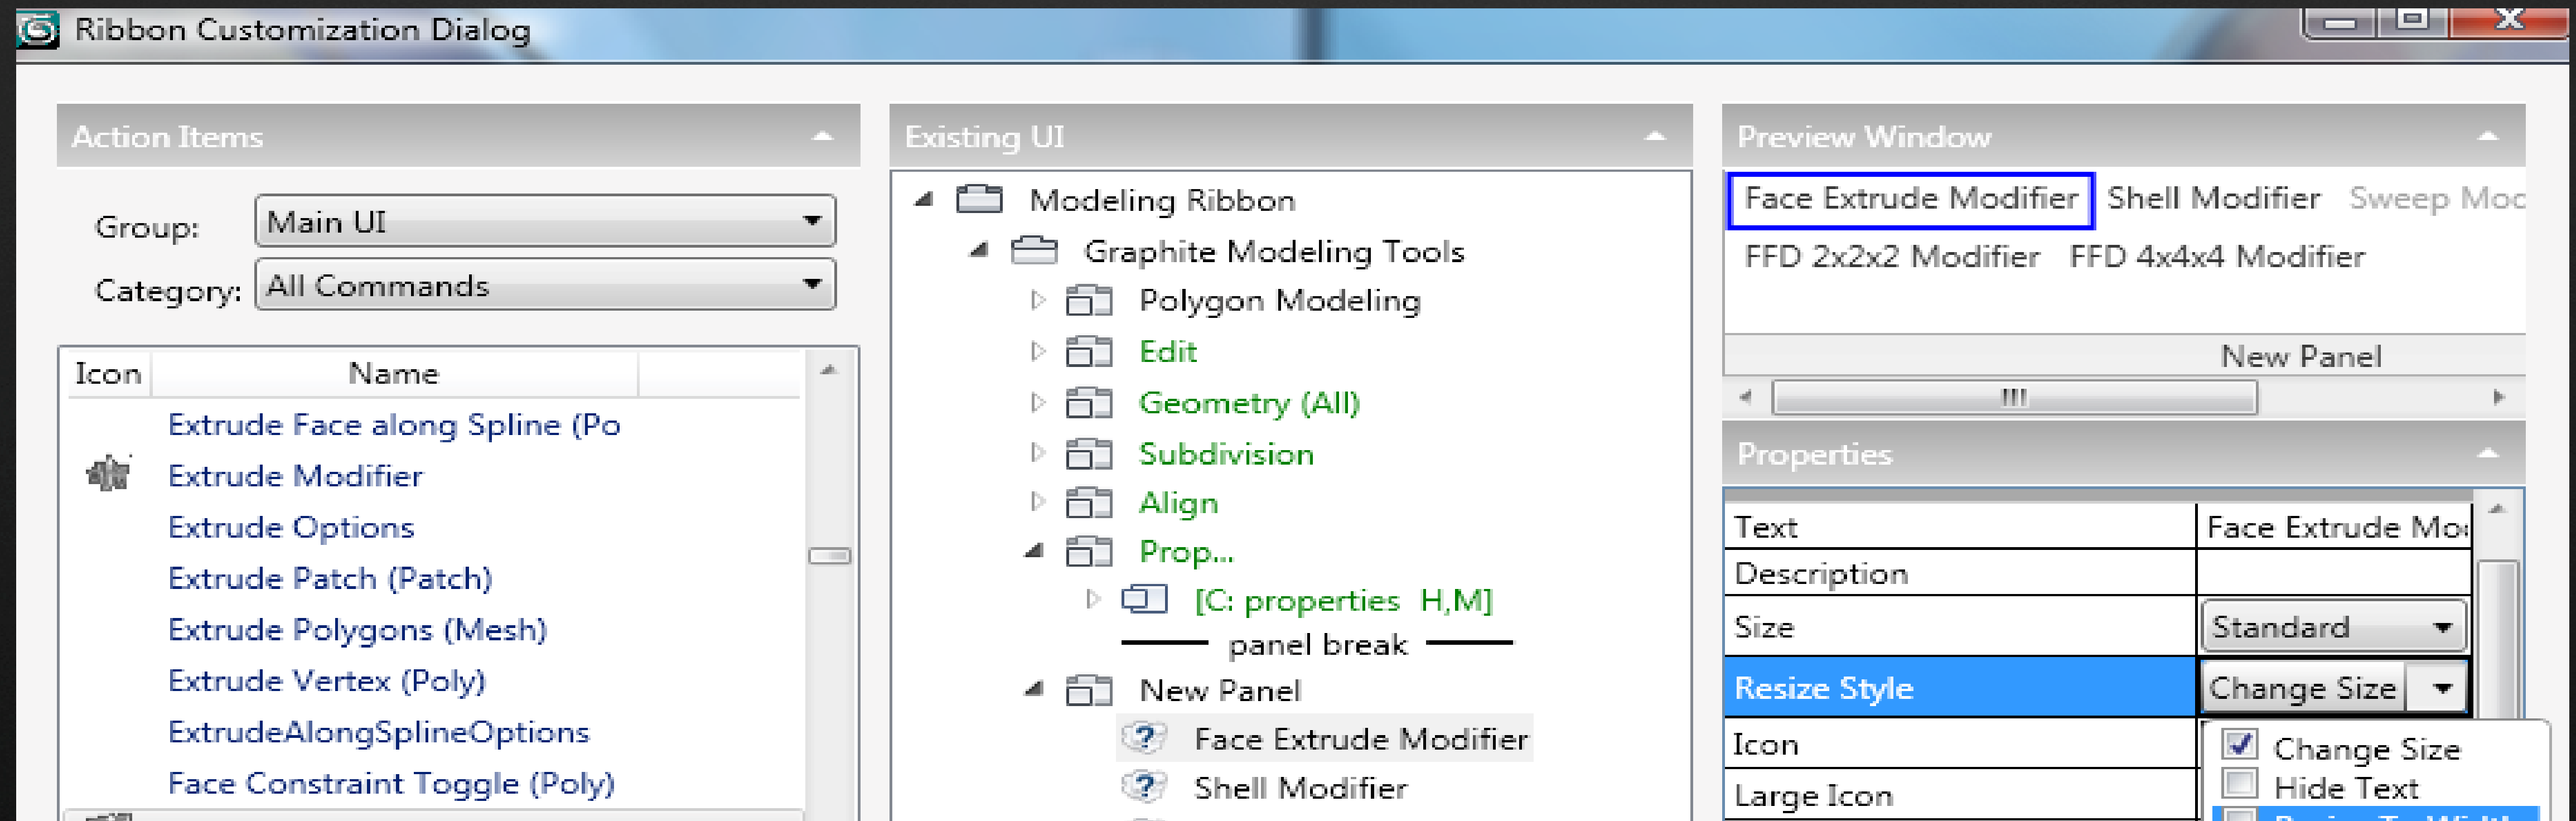 Ribbon Customization Dialog
Action Items
Group: Main UI
Category: All Commands
Icon Name
Extrude Face along Spline (Po
Extrude Modifier
Extrude Options
Extrude Patch (Patch)
Extrude Polygons (Mesh)
Extrude Vertex (Poly)
ExtrudeAlongSplineOptions
Face Constraint Toggle (Poly)
Existing UI
Modeling Ribbon
Graphite Modeling Tools
Polygon Modeling
Edit
Geometry (All)
Subdivision
Align
Prop...
[C: properties H,M]
panel break
New Panel
Face Extrude Modifier
Shell Modifier
Preview Window
Face Extrude Modifier Shell Modifier Sweep Moc
FFD 2x2x2 Modifier FFD 4x4x4 Modifier
New Panel
Properties
Text Face Extrude Mo
Description
Size Standard
Resize Style Change Size
Icon
Change Size
Hide Text
Large Icon